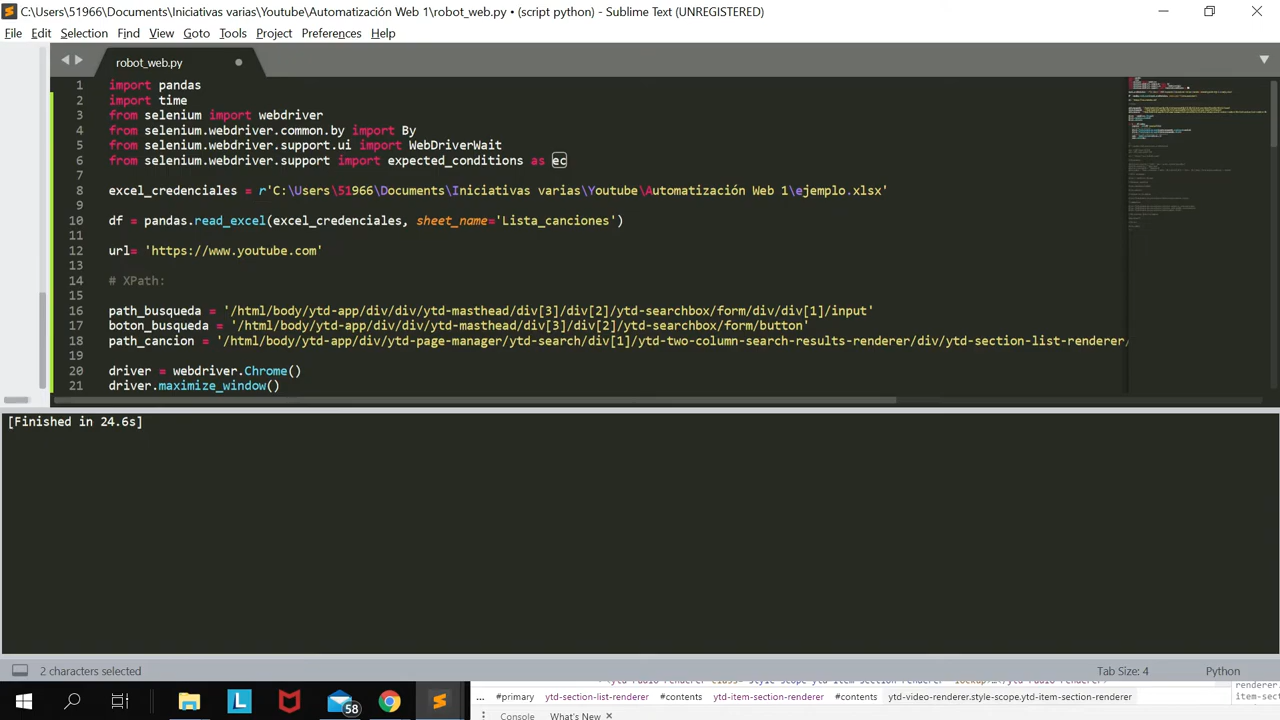 C:\Users\51966\Documents\Iniciativas varias\Youtube\Automatización Web 1\robot_web.py • (script python) - Sublime Text (UNREGISTERED)
File Edit Selection Find View Goto Tools Project Preferences Help
robot_web.py
1 import pandas
2 import time
3 from selenium import webdriver
4 from selenium.webdriver.common.by import By
5 from selenium.webdriver.support.ui import WebDriverWait
6 from selenium.webdriver.support import expected_conditions as ec
7
8 excel_credenciales = r'C:\Users\51966\Documents\Iniciativas varias\Youtube\Automatización Web 1\ejemplo.xlsx'
9
10 df = pandas.read_excel(excel_credenciales, sheet_name='Lista_canciones')
11
12 url= 'https://www.youtube.com'
13
14 # XPath:
15
16 path_busqueda = '/html/body/ytd-app/div/div/ytd-masthead/div[3]/div[2]/ytd-searchbox/form/div/div[1]/input'
17 boton_busqueda = '/html/body/ytd-app/div/div/ytd-masthead/div[3]/div[2]/ytd-searchbox/form/button'
18 path_cancion = '/html/body/ytd-app/div/ytd-page-manager/ytd-search/div[1]/ytd-two-column-search-results-renderer/div/ytd-section-list-renderer/
19
20 driver = webdriver.Chrome()
21 driver.maximize_window()
[Finished in 24.6s]
2 characters selected Tab Size: 4 Python
58
... #primary ytd-section-list-renderer #contents ytd-item-section-renderer #contents ytd-video-renderer.style-scope.ytd-item-section-renderer
Console What's New ×